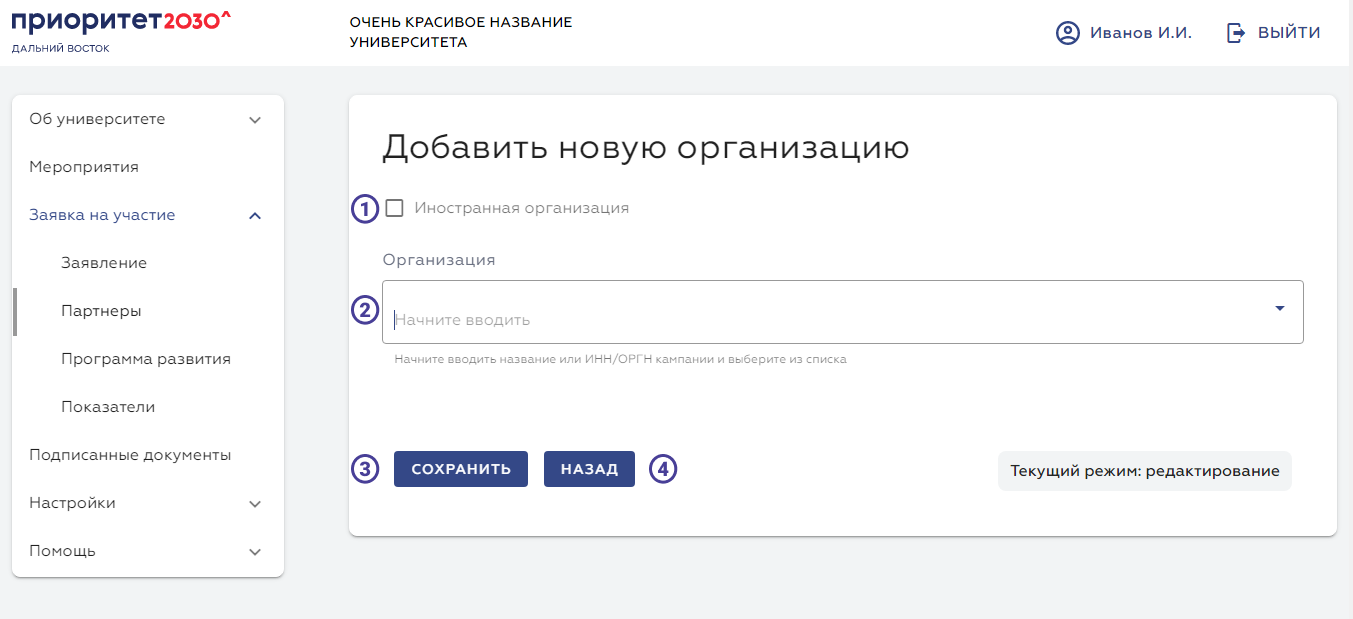 приоритет2030^
ДАЛЬНИЙ ВОСТОК
ОЧЕНЬ КРАСИВОЕ НАЗВАНИЕ
УНИВЕРСИТЕТА
Иванов И.И.
ВЫЙТИ
Об университете
Мероприятия
Заявка на участие
Заявление
Партнеры
Программа развития
Показатели
Подписанные документы
Настройки
Помощь
Добавить новую организацию
1 Иностранная организация
Организация
2 Начните вводить
Начните вводить название или ИНН/ОРГН кампании и выберите из списка
3 СОХРАНИТЬ НАЗАД 4
Текущий режим: редактирование